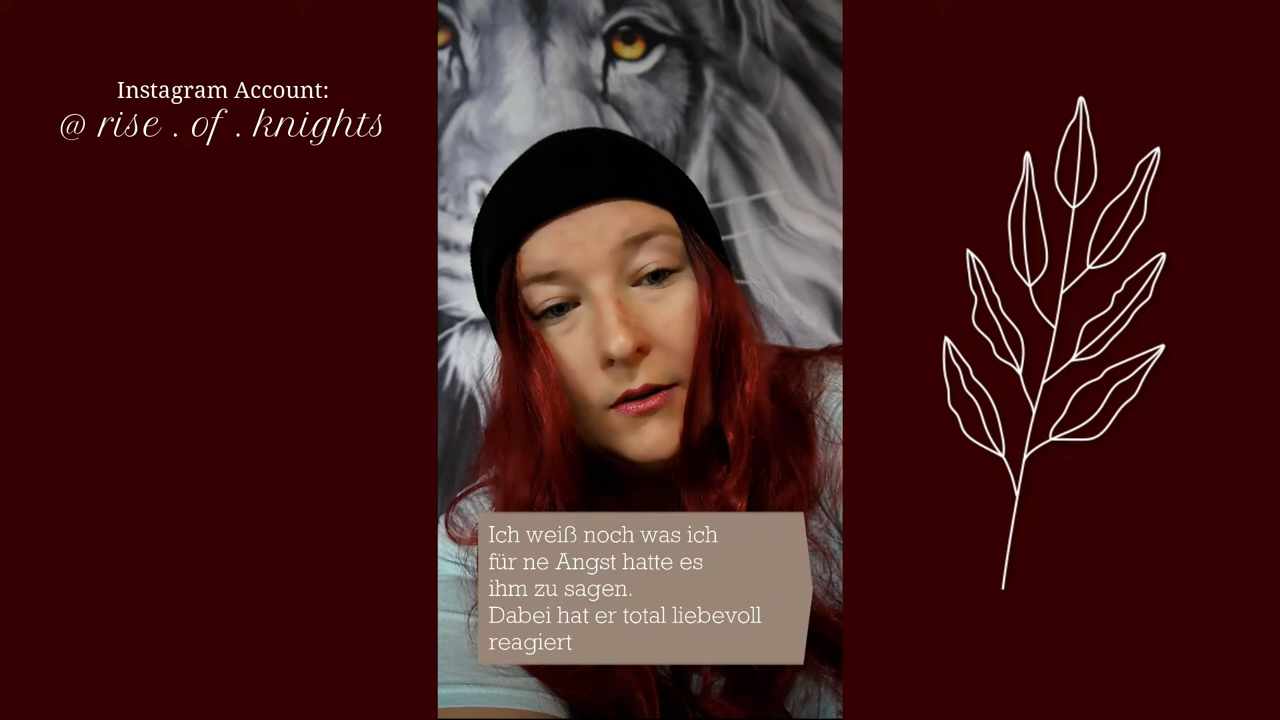 Instagram Account:
@ rise . of . knights
Ich weiß noch was ich
für ne Angst hatte es
ihm zu sagen.
Dabei hat er total liebevoll
reagiert